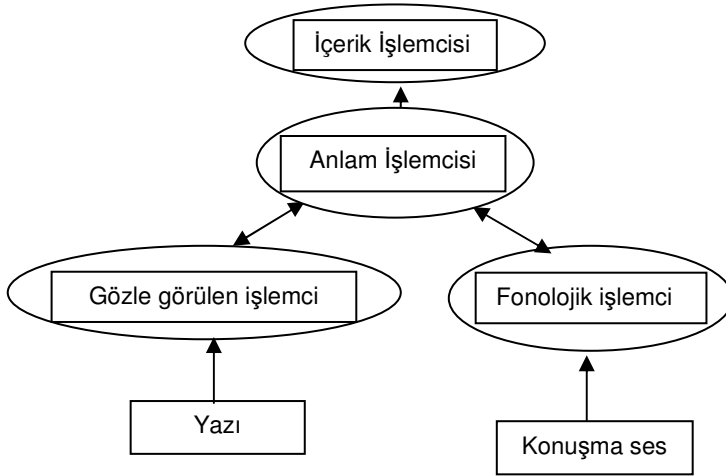 İçerik İşlemcisi
Anlam İşlemcisi
Gözle görülen işlemci
Fonolojik işlemci
Yazı
Konuşma ses